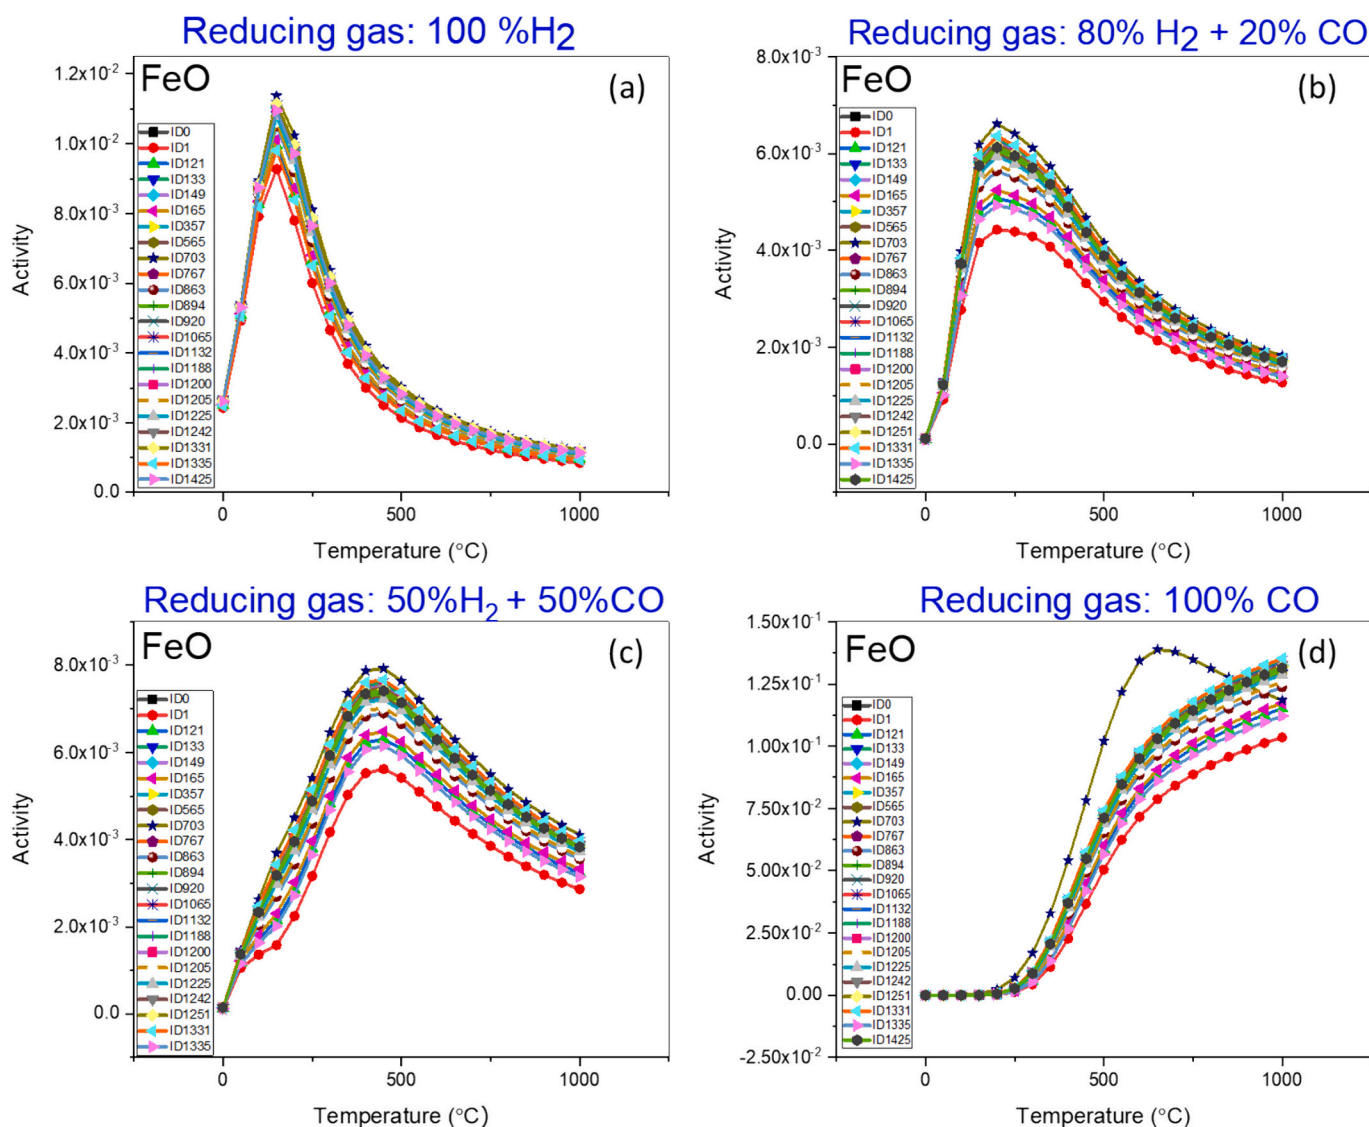 Reducing gas: 100 %H2
FeO
(a)
1.2x10-2
1.0x10-2
8.0x10-3
6.0x10-3
4.0x10-3
2.0x10-3
0.0
Activity
ID0
ID1
ID121
ID133
ID149
ID165
ID357
ID565
ID703
ID767
ID863
ID894
ID920
ID1065
ID1132
ID1188
ID1200
ID1205
ID1225
ID1242
ID1331
ID1335
ID1425
0 500 1000
Temperature (°C)
Reducing gas: 80% H2 + 20% CO
FeO
(b)
8.0x10-3
6.0x10-3
4.0x10-3
2.0x10-3
0.0
Activity
ID0
ID1
ID121
ID133
ID149
ID165
ID357
ID565
ID703
ID767
ID863
ID894
ID920
ID1065
ID1132
ID1188
ID1200
ID1205
ID1225
ID1242
ID1251
ID1331
ID1335
ID1425
0 500 1000
Temperature (°C)
Reducing gas: 50%H2 + 50%CO
FeO
(c)
8.0x10-3
6.0x10-3
4.0x10-3
2.0x10-3
0.0
Activity
ID0
ID1
ID121
ID133
ID149
ID165
ID357
ID565
ID703
ID767
ID863
ID894
ID920
ID1065
ID1132
ID1188
ID1200
ID1205
ID1225
ID1242
ID1251
ID1331
ID1335
0 500 1000
Temperature (°C)
Reducing gas: 100% CO
FeO
(d)
1.50x10-1
1.25x10-1
1.00x10-1
7.50x10-2
5.00x10-2
2.50x10-2
0.00
-2.50x10-2
Activity
ID0
ID1
ID121
ID133
ID149
ID165
ID357
ID565
ID703
ID767
ID863
ID894
ID920
ID1065
ID1132
ID1188
ID1200
ID1205
ID1225
ID1242
ID1251
ID1331
ID1335
ID1425
0 500 1000
Temperature (°C)